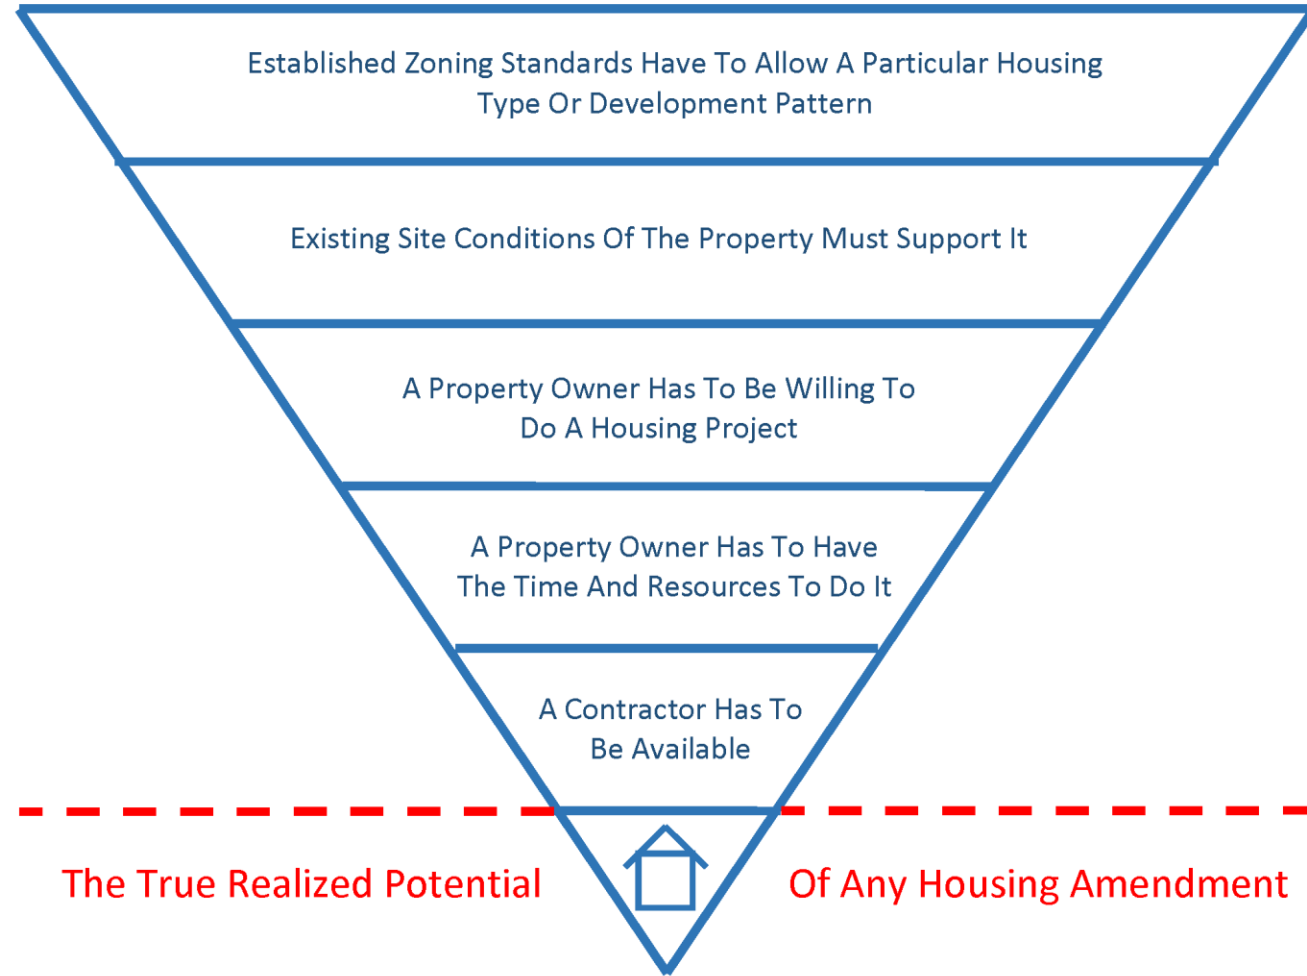 Established Zoning Standards Have To Allow A Particular Housing
Type Or Development Pattern
Existing Site Conditions Of The Property Must Support It
A Property Owner Has To Be Willing To
Do A Housing Project
A Property Owner Has To Have
The Time And Resources To Do It
A Contractor Has To
Be Available
The True Realized Potential Of Any Housing Amendment